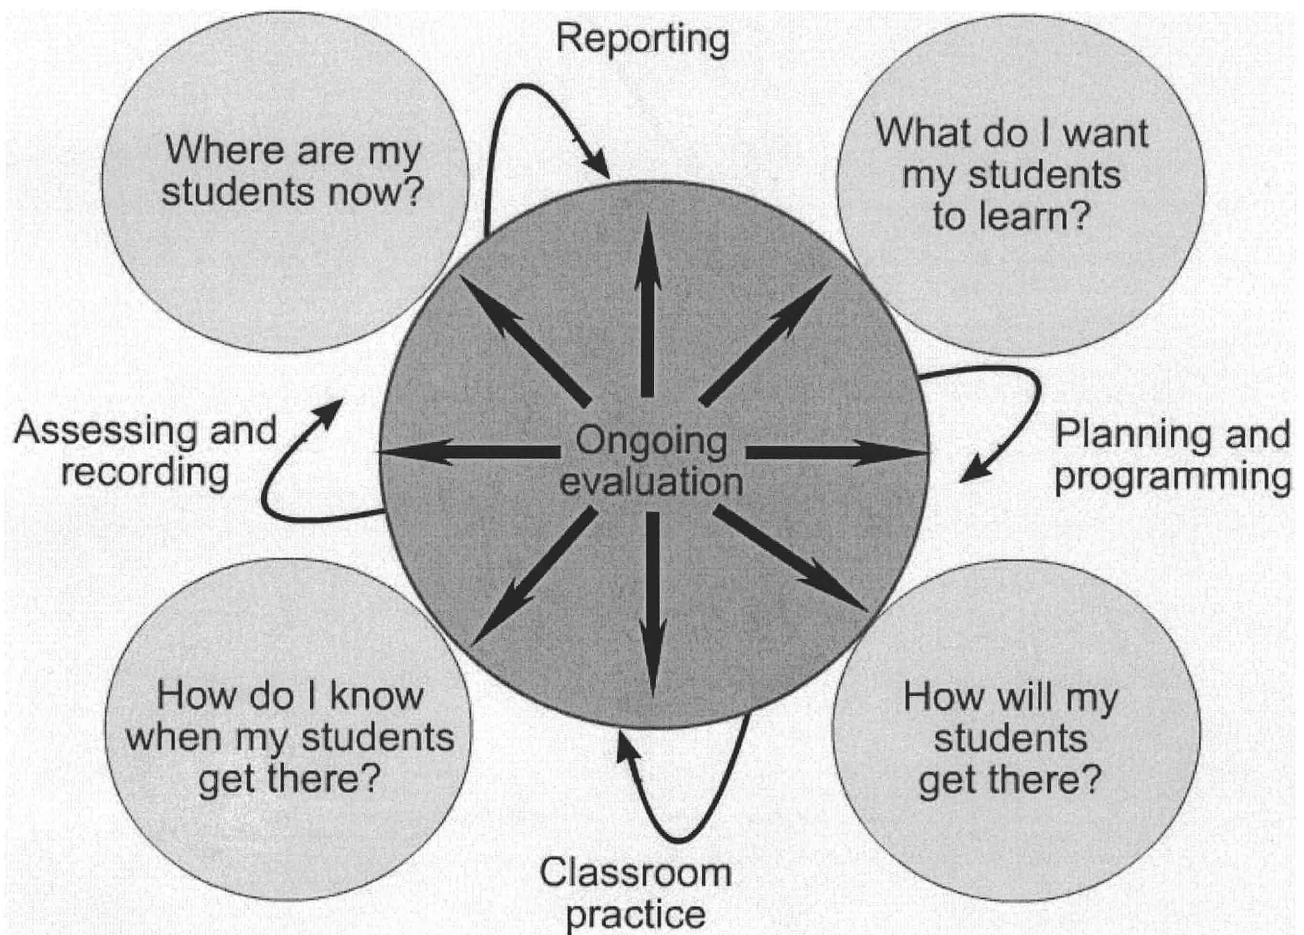 Reporting
Where are my
students now?
What do I want
my students
to learn?
Assessing and
recording
Ongoing
evaluation
Planning and
programming
How do I know
when my students
get there?
How will my
students
get there?
Classroom
practice